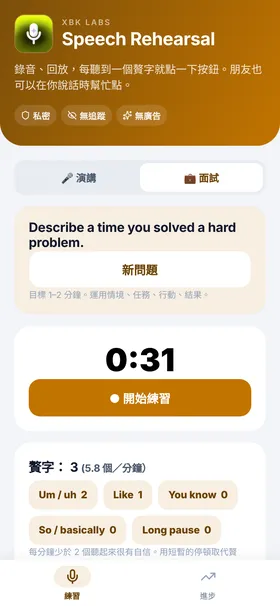 XBK LABS
Speech Rehearsal
錄音、回放，每聽到一個贅字就點一下按鈕。朋友也
可以在你說話時幫忙點。
私密
無追蹤
無廣告
🎤 演講
💼 面試
Describe a time you solved a hard
problem.
新問題
目標 1–2 分鐘。運用情境、任務、行動、結果。
0:31
開始練習
贅字： 3 (5.8 個／分鐘)
Um / uh 2
Like 1
You know 0
So / basically 0
Long pause 0
每分鐘少於 2 個聽起來很有自信。用短暫的停頓取代贅
練習
進步